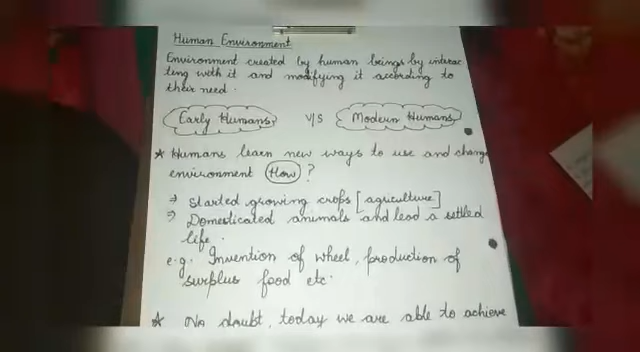 Human Environment
Environment created by human beings by interac
ting with it and modifying it according to
their need.
Early Humans V/S Modern Humans
* Humans learn new ways to use and change
environment How ?
→ Started growing crops [agriculture]
→ Domesticated animals and lead a settled
life.
e.g. Invention of wheel, production of
surplus food etc.
* No doubt, today we are able to achieve